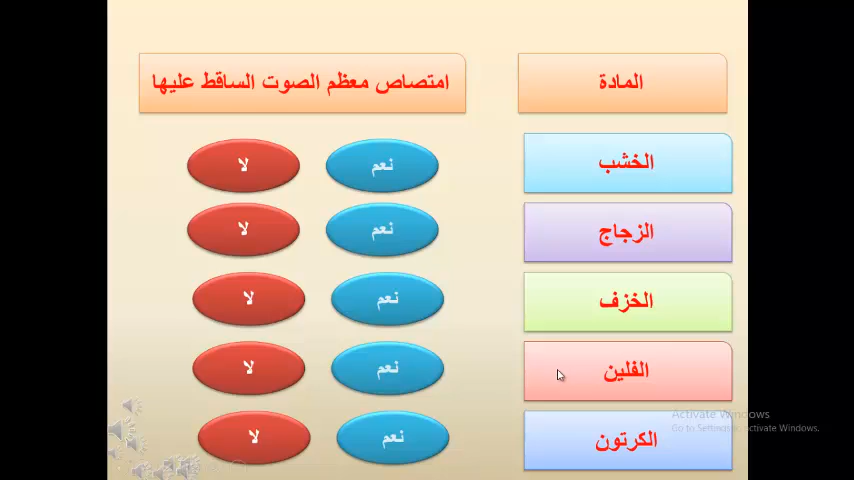 المادة
امتصاص معظم الصوت الساقط عليها
الخشب
نعم
لا
الزجاج
نعم
لا
الخزف
نعم
لا
الفلين
نعم
لا
الكرتون
نعم
لا
Activate Windows
Go to Settings to activate Windows.